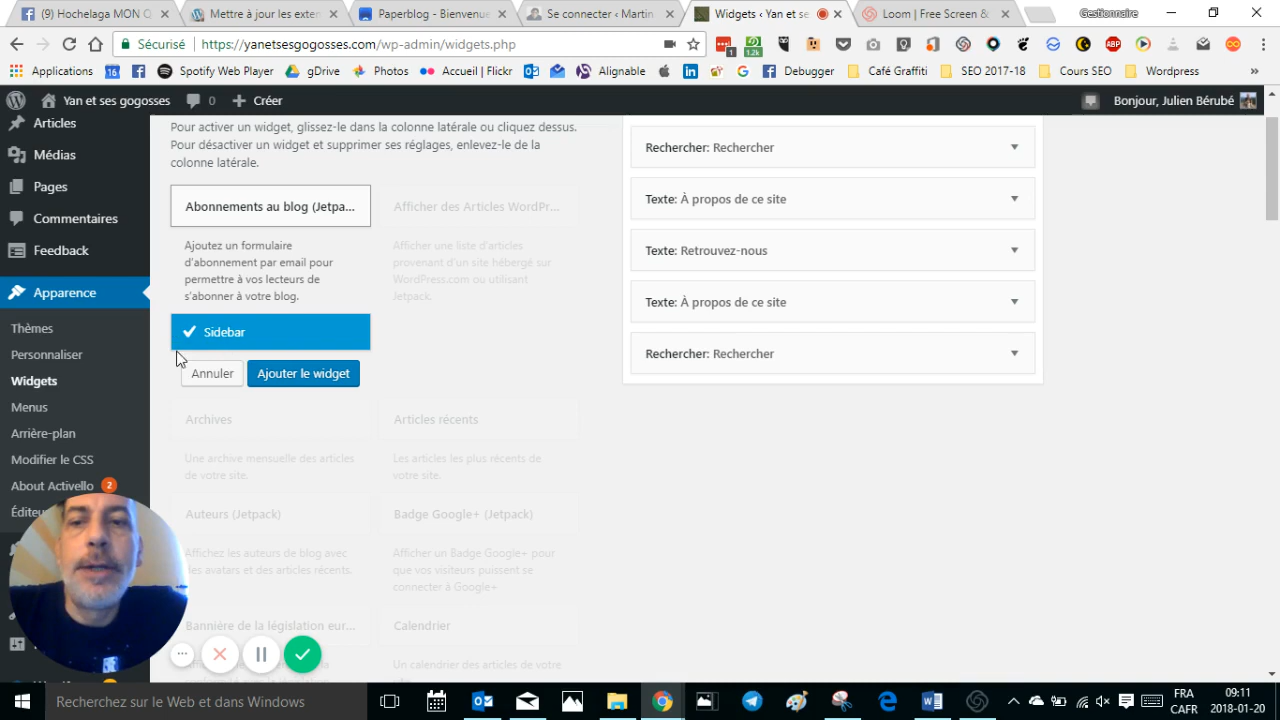 (9) Hochelaga MON Q
Mettre à jour les exten
Paperblog - Bienvenue
Se connecter ‹ Martin
Widgets ‹ Yan et se
Loom | Free Screen &
Gestionnaire
Sécurisé
https://yanetsesgogosses.com/wp-admin/widgets.php
Applications
Spotify Web Player
gDrive
Photos
Accueil | Flickr
Alignable
Debugger
Café Graffiti
SEO 2017-18
Cours SEO
Wordpress
Yan et ses gogosses
0
Créer
Bonjour, Julien Bérubé
Articles
Médias
Pages
Commentaires
Feedback
Apparence
Thèmes
Personnaliser
Widgets
Menus
Arrière-plan
Modifier le CSS
About Activello 2
Pour activer un widget, glissez-le dans la colonne latérale ou cliquez dessus.
Pour désactiver un widget et supprimer ses réglages, enlevez-le de la
colonne latérale.
Abonnements au blog (Jetpa...
Ajoutez un formulaire
d'abonnement par email pour
permettre à vos lecteurs de
s'abonner à votre blog.
Afficher des Articles WordPr...
Afficher une liste d'articles
provenant d'un site hébergé sur
WordPress.com ou utilisant
Jetpack.
Sidebar
Annuler
Ajouter le widget
Archives
Une archive mensuelle des articles
de votre site.
Articles récents
Les articles les plus récents de
votre site.
Auteurs (Jetpack)
Affichez les auteurs de blog avec
les avatars et des articles récents.
Badge Google+ (Jetpack)
Afficher un Badge Google+ pour
que vos visiteurs puissent se
connecter à Google+
Bannière de la législation eur...
Calendrier
Un calendrier des articles de votre
Rechercher: Rechercher
Texte: À propos de ce site
Texte: Retrouvez-nous
Texte: À propos de ce site
Rechercher: Rechercher
Recherchez sur le Web et dans Windows
FRA
CAFR
09:11
2018-01-20